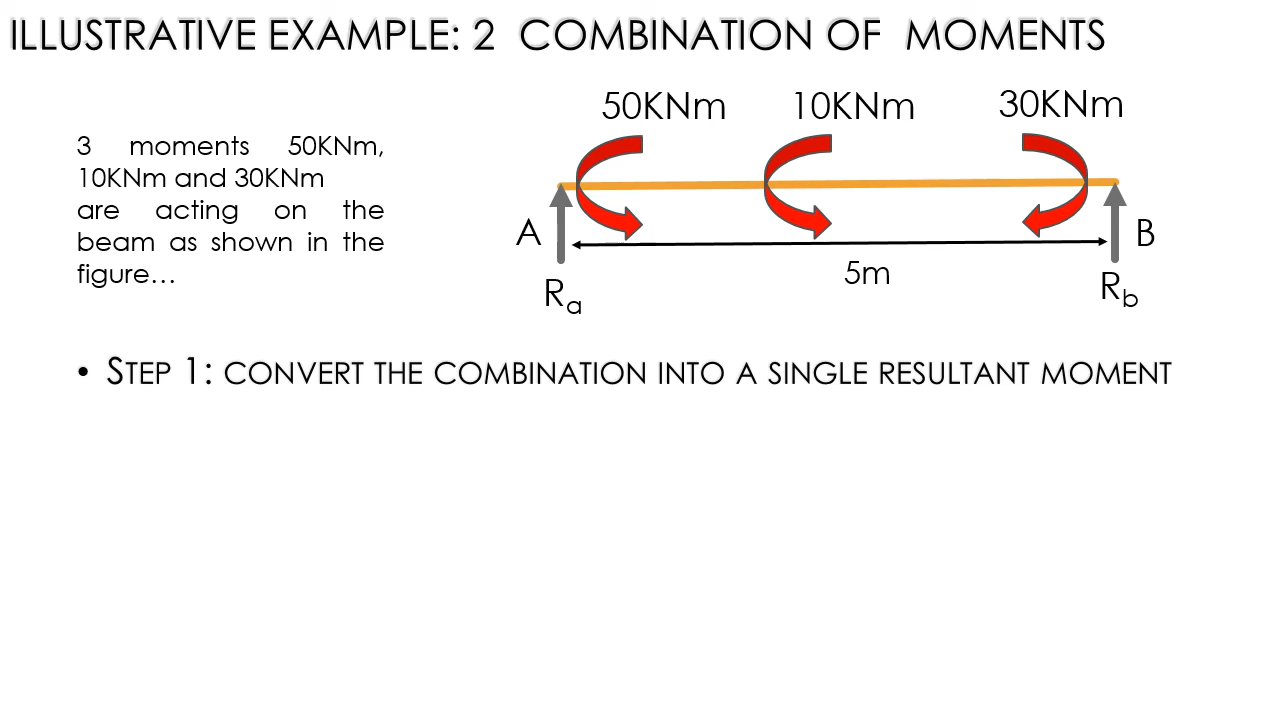 ILLUSTRATIVE EXAMPLE: 2 COMBINATION OF MOMENTS
3 moments 50KNm,
10KNm and 30KNm
are acting on the
beam as shown in the
figure…
50KNm 10KNm 30KNm
A B
5m
Ra Rb
• STEP 1: CONVERT THE COMBINATION INTO A SINGLE RESULTANT MOMENT